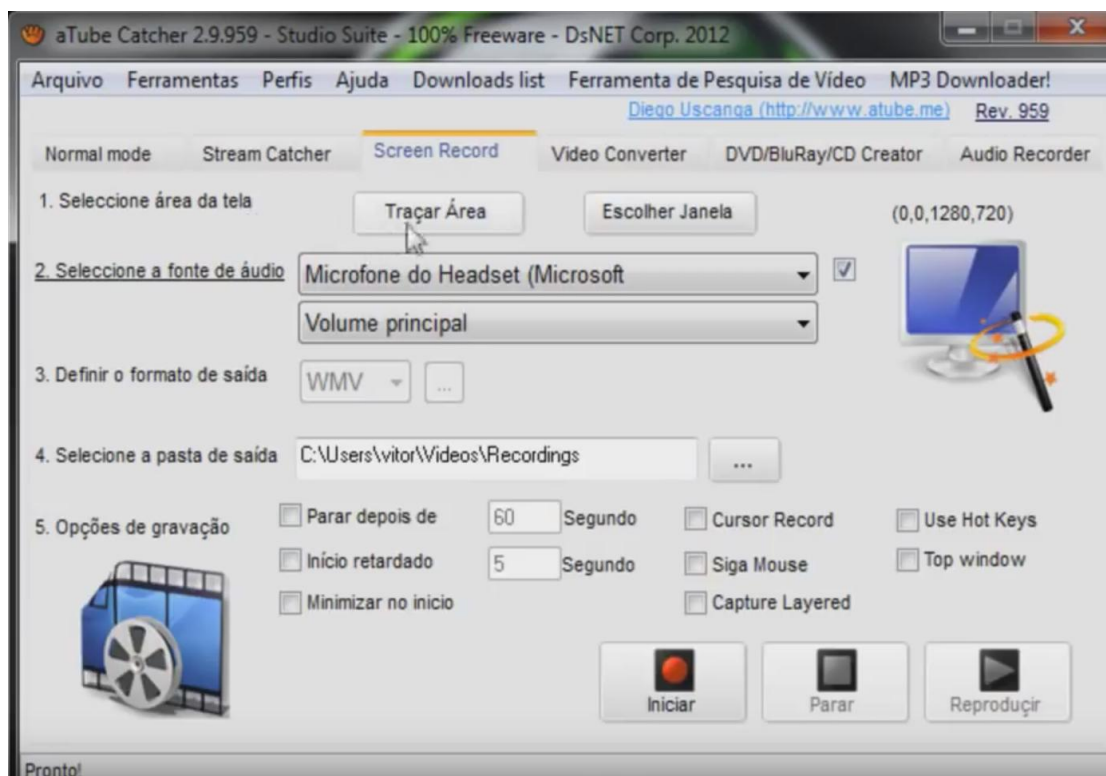 aTube Catcher 2.9.959 - Studio Suite - 100% Freeware - DsNET Corp. 2012
Arquivo Ferramentas Perfis Ajuda Downloads list Ferramenta de Pesquisa de Vídeo MP3 Downloader!
Diego Uscanga (http://www.atube.me) Rev. 959
Normal mode Stream Catcher Screen Record Video Converter DVD/BluRay/CD Creator Audio Recorder
1. Seleccione área da tela Traçar Área Escolher Janela (0,0,1280,720)
2. Seleccione a fonte de áudio Microfone do Headset (Microsoft
Volume principal
3. Definir o formato de saída WMV ...
4. Selecione a pasta de saída C:\Users\vitor\Videos\Recordings ...
5. Opções de gravação Parar depois de 60 Segundo Cursor Record Use Hot Keys
Início retardado 5 Segundo Siga Mouse Top window
Minimizar no inicio Capture Layered
Iniciar Parar Reproduçir
Pronto!